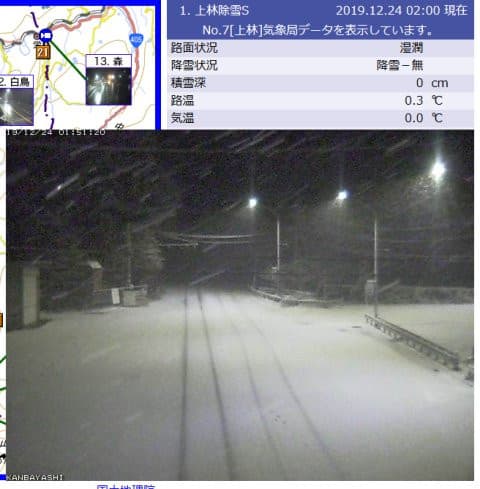 1. 上林除雪S 2019.12.24 02:00 現在
No.7[上林]気象局データを表示しています。
路面状況 湿潤
降雪状況 降雪－無
積雪深 0 cm
路温 0.3 ℃
気温 0.0 ℃
405
21
13. 森
2. 白鳥
19/12/24 01:51:20
KANBAYASHI
国土地理院